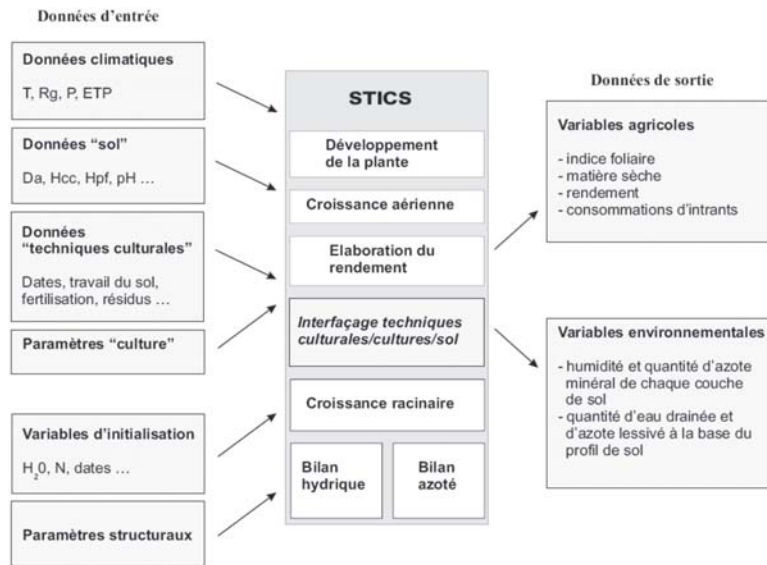 Données d'entrée
Données climatiques
T, Rg, P, ETP
Données "sol"
Da, Hcc, Hpf, pH ...
Données
"techniques culturales"
Dates, travail du sol,
fertilisation, résidus ...
Paramètres "culture"
Variables d'initialisation
H₂0, N, dates ...
Paramètres structuraux
STICS
Développement
de la plante
Croissance aérienne
Elaboration du
rendement
Interfaçage techniques
culturales/cultures/sol
Croissance racinaire
Bilan
hydrique
Bilan
azoté
Données de sortie
Variables agricoles
- indice foliaire
- matière sèche
- rendement
- consommations d'intrants
Variables environnementales
- humidité et quantité d'azote
minéral de chaque couche
de sol
- quantité d'eau drainée et
d'azote lessivé à la base du
profil de sol